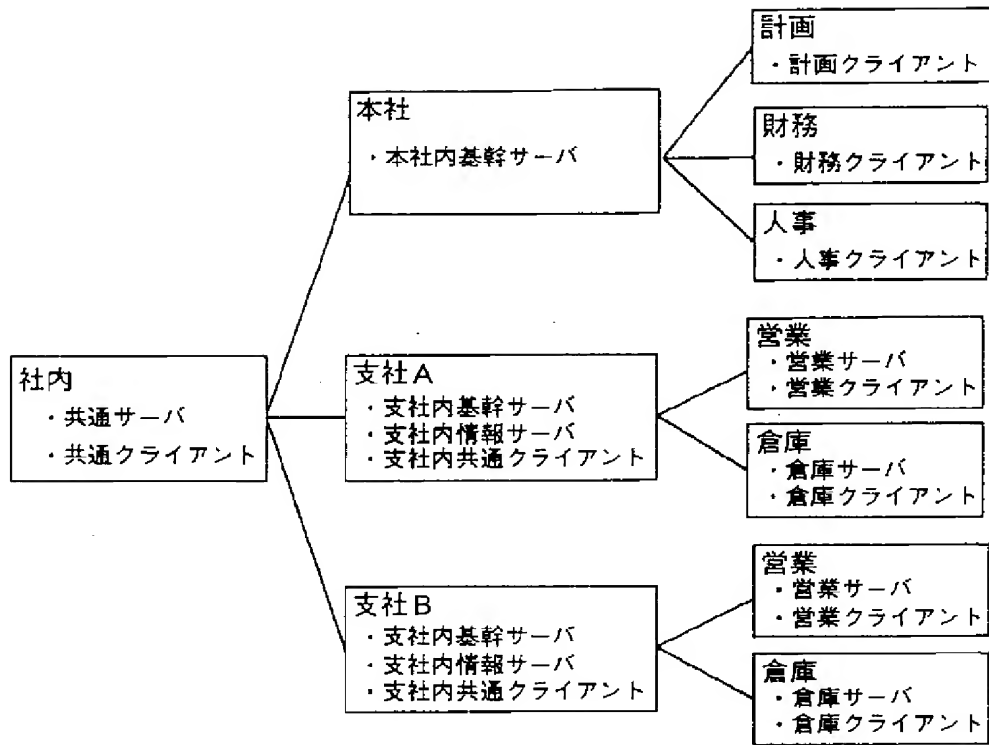 社内
・共通サーバ
・共通クライアント
本社
・本社内基幹サーバ
計画
・計画クライアント
財務
・財務クライアント
人事
・人事クライアント
支社A
・支社内基幹サーバ
・支社内情報サーバ
・支社内共通クライアント
営業
・営業サーバ
・営業クライアント
倉庫
・倉庫サーバ
・倉庫クライアント
支社B
・支社内基幹サーバ
・支社内情報サーバ
・支社内共通クライアント
営業
・営業サーバ
・営業クライアント
倉庫
・倉庫サーバ
・倉庫クライアント